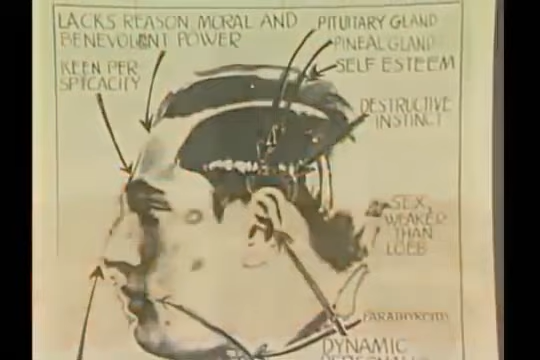 LACKS REASON, MORAL AND
BENEVOLENT POWER
KEEN PER-
SPICACITY
PITUITARY GLAND
PINEAL GLAND
SELF ESTEEM
DESTRUCTIVE
INSTINCT
SEX,
WEAKER
THAN
LOEB
PARATHYROID
DYNAMIC